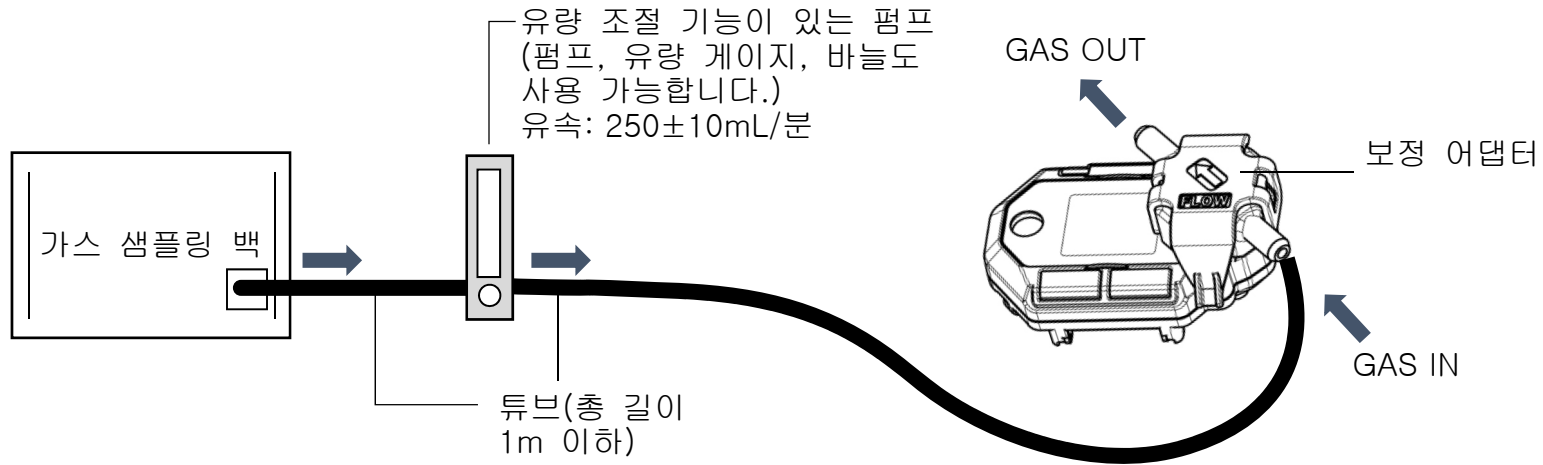 유량 조절 기능이 있는 펌프
(펌프, 유량 게이지, 바늘도
사용 가능합니다.)
유속: 250±10mL/분
GAS OUT
보정 어댑터
FLOW
가스 샘플링 백
GAS IN
튜브(총 길이
1m 이하)